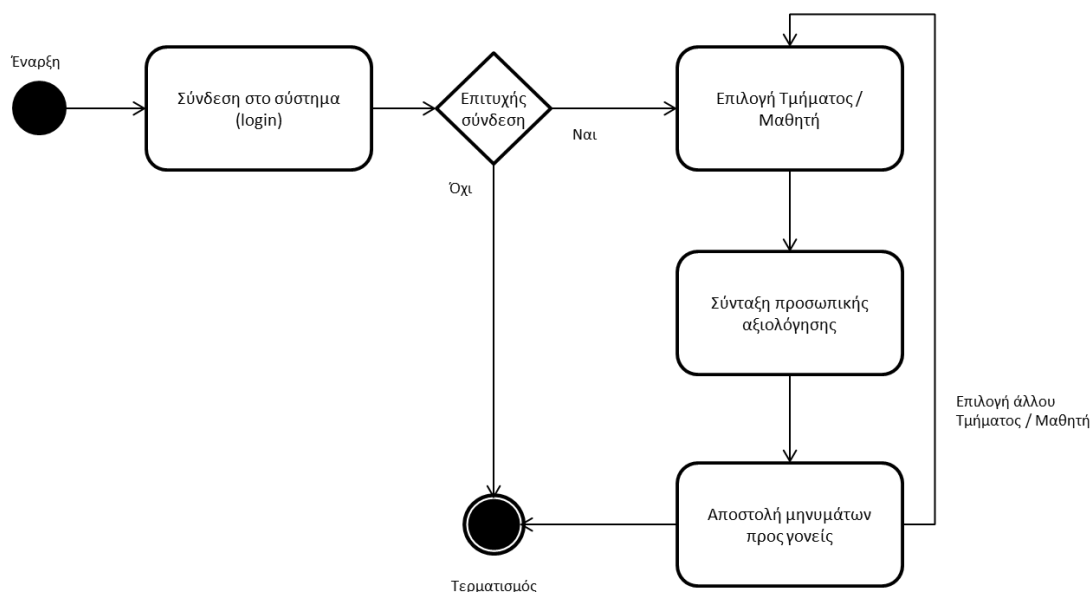 Έναρξη
Σύνδεση στο σύστημα
(login)
Επιτυχής
σύνδεση
Ναι
Όχι
Επιλογή Τμήματος /
Μαθητή
Σύνταξη προσωπικής
αξιολόγησης
Επιλογή άλλου
Τμήματος / Μαθητή
Αποστολή μηνυμάτων
προς γονείς
Τερματισμός